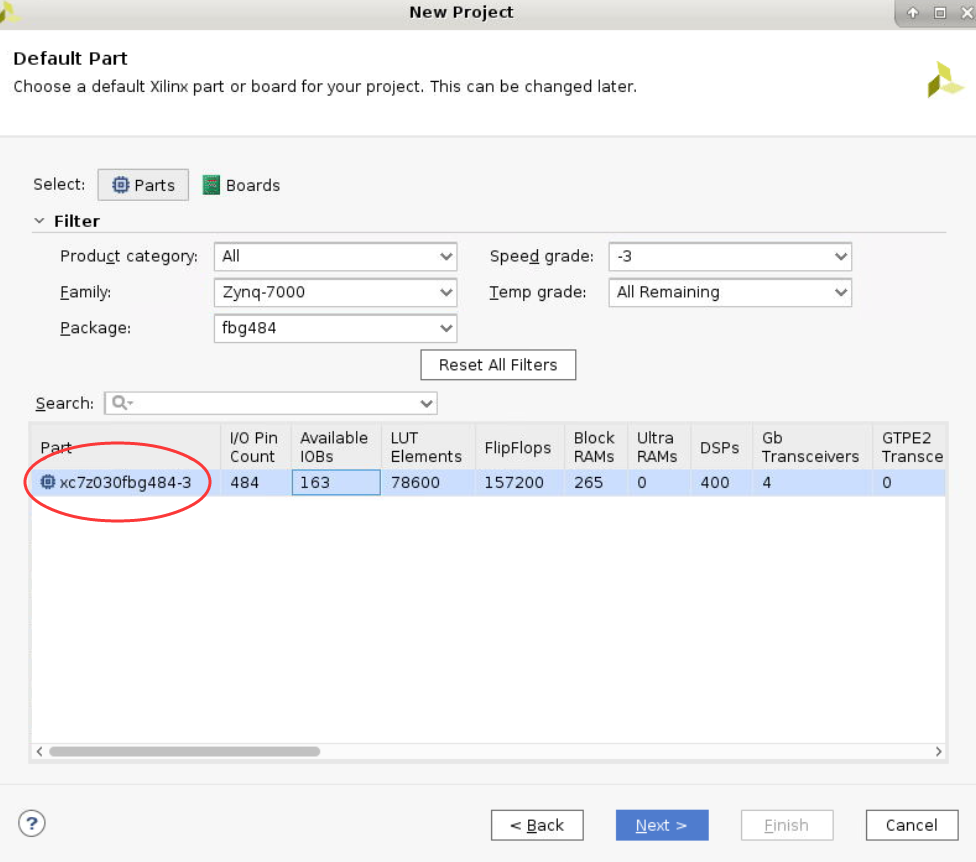 New Project
Default Part
Choose a default Xilinx part or board for your project. This can be changed later.
Select: Parts Boards
Filter
Product category: All Speed grade: -3
Family: Zynq-7000 Temp grade: All Remaining
Package: fbg484
Reset All Filters
Search:
Part I/O Pin Count Available IOBs LUT Elements FlipFlops Block RAMs Ultra RAMs DSPs Gb Transceivers GTPE2 Transce
xc7z030fbg484-3 484 163 78600 157200 265 0 400 4 0
? < Back Next > Finish Cancel